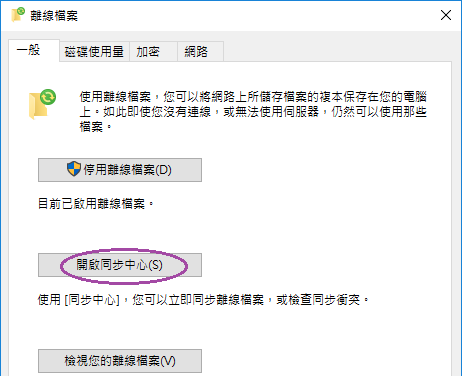 離線檔案
一般 磁碟使用量 加密 網路
使用離線檔案，您可以將網路上所儲存檔案的複本保存在您的電腦
上。如此即使您沒有連線，或無法使用伺服器，仍然可以使用那些
檔案。
停用離線檔案(D)
目前已啟用離線檔案。
開啟同步中心(S)
使用 [同步中心]，您可以立即同步離線檔案，或檢查同步衝突。
檢視您的離線檔案(V)